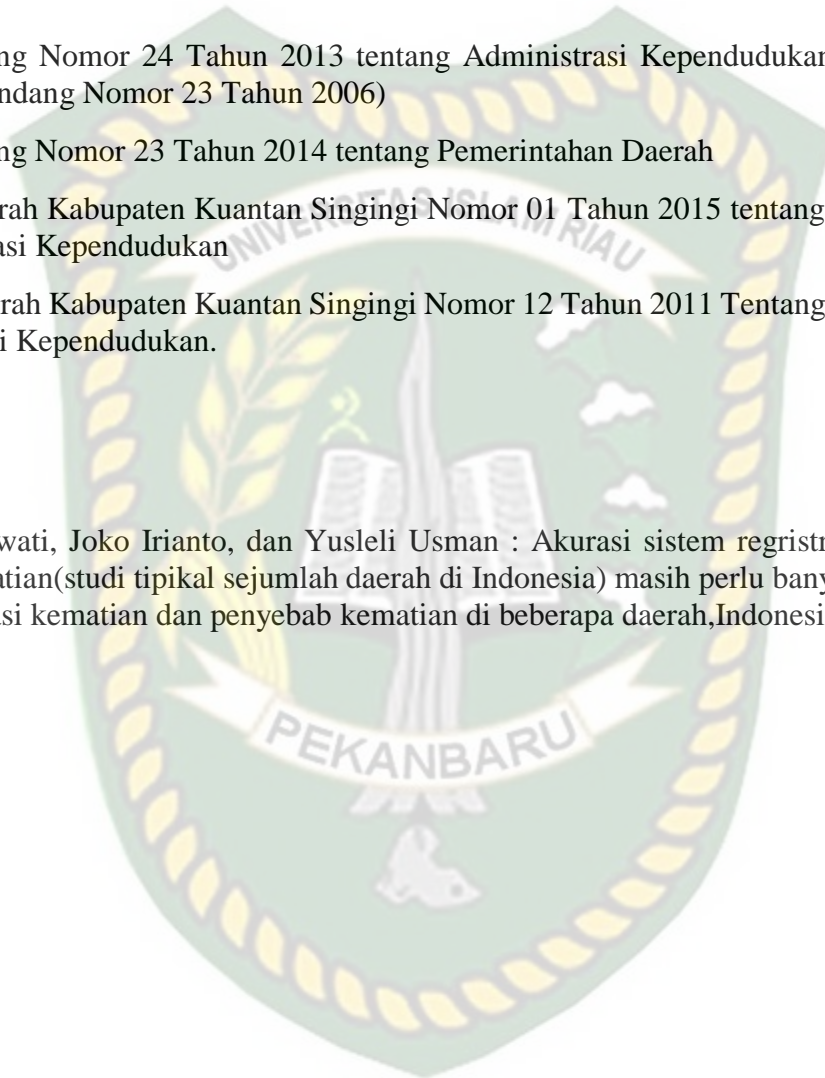 ng Nomor 24 Tahun 2013 tentang Administrasi Kependudukan
ndang Nomor 23 Tahun 2006)
ng Nomor 23 Tahun 2014 tentang Pemerintahan Daerah
rah Kabupaten Kuantan Singingi Nomor 01 Tahun 2015 tentang
asi Kependudukan
rah Kabupaten Kuantan Singingi Nomor 12 Tahun 2011 Tentang
i Kependudukan.
wati, Joko Irianto, dan Yusleli Usman : Akurasi sistem regristr
atian(studi tipikal sejumlah daerah di Indonesia) masih perlu bany
asi kematian dan penyebab kematian di beberapa daerah,Indonesi
UNIVERSITAS ISLAM RIAU
PEKANBARU